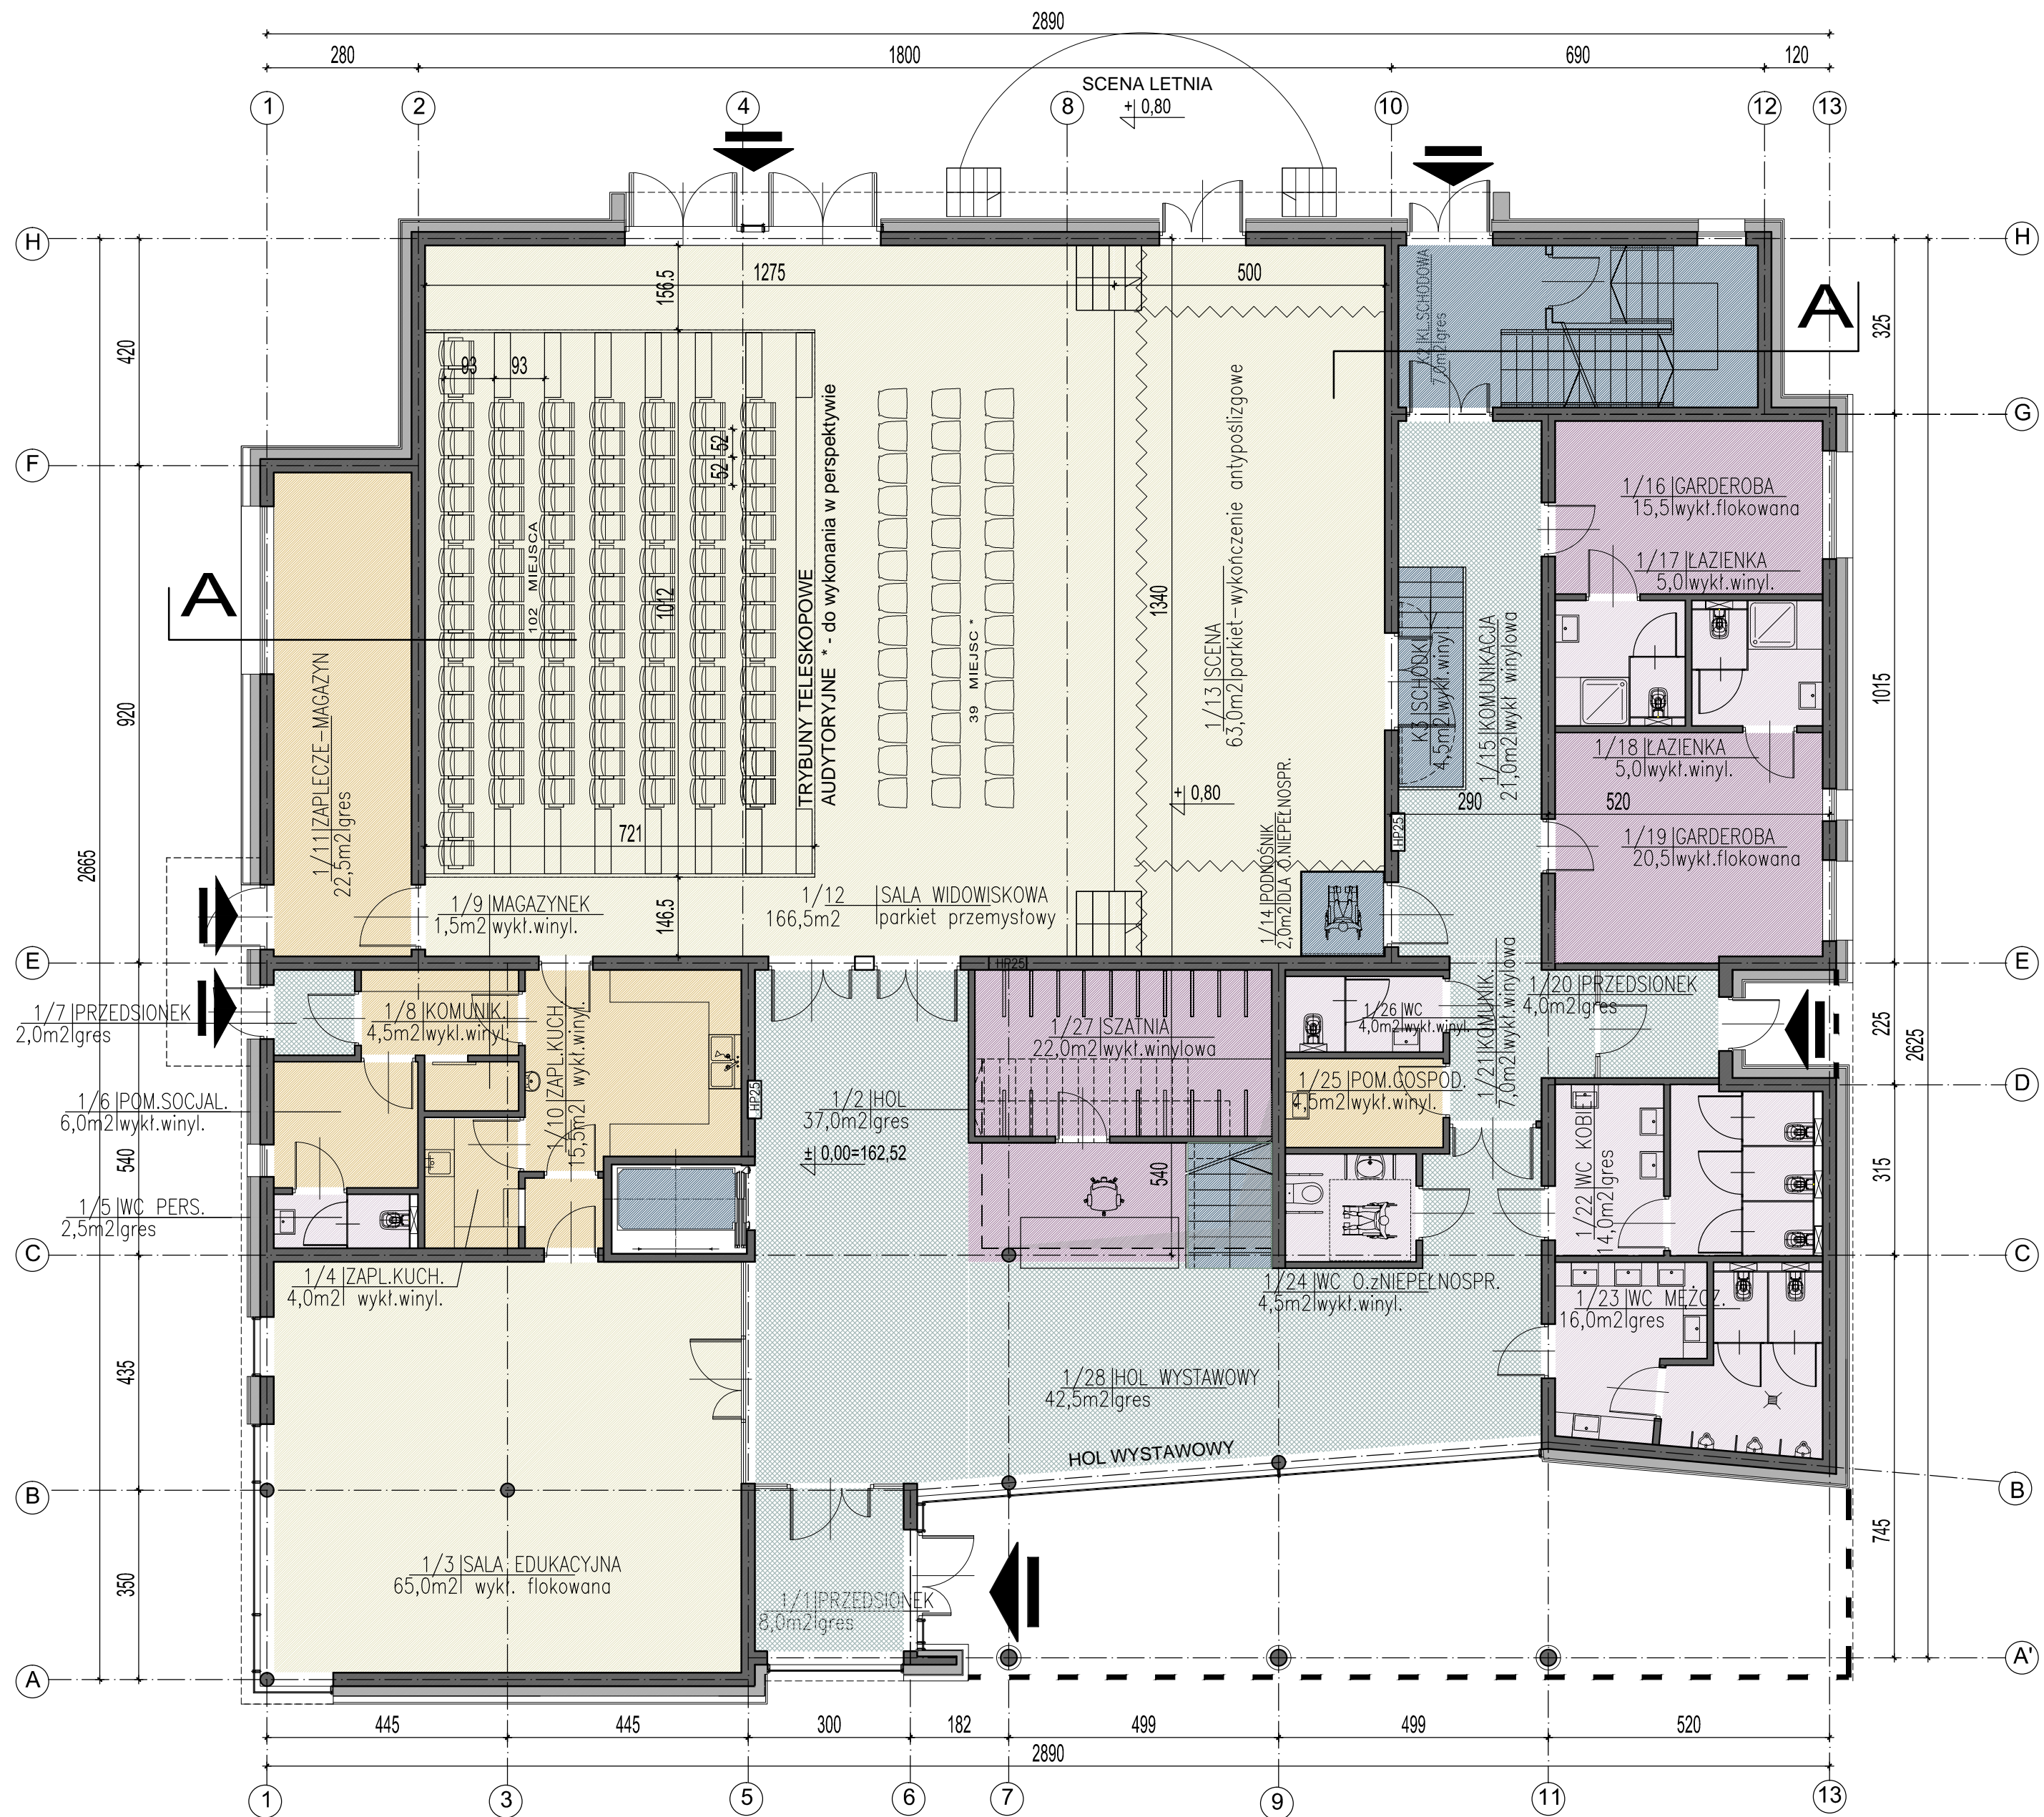 2890
280 1800 690 120
SCENA LETNIA
+ 0,80
1 2 4 8 10 12 13
H H
1275 500
156.5
K2 KL.SCHODOWA
7,0m2 gres
A
325
420
93 93
G
F
52
52
102 MIEJSCA
1012
TRYBUNY TELESKOPOWE
AUDYTORYJNE * - do wykonania w perspektywie
39 MIEJSC *
1340
1/13 SCENA
63,0m2 parkiet-wykończenie antypoślizgowe
1/16 GARDEROBA
15,5 wykł.flokowana
1/17 ŁAZIENKA
5,0 wykł.winyl.
A
K3 SCHODKI
4,5m2 wykł.winyl.
1/15 KOMUNIKACJA
21,0m2 wykł winylowa
1015
920
2665
1/11 ZAPLECZE-MAGAZYN
22,5m2 gres
1/18 ŁAZIENKA
5,0 wykł.winyl.
+ 0,80
290 520
HP25
721
1/19 GARDEROBA
20,5 wykł.flokowana
1/14 PODNOŚNIK
2,0m2 DLA O.NIEPEŁNOSPR.
1/9 MAGAZYNEK
1,5m2 wykł.winyl.
146.5
1/12 SALA WIDOWISKOWA
166,5m2 parkiet przemysłowy
E E
HP25
1/7 PRZEDSIONEK
2,0m2 gres
1/8 KOMUNIK.
4,5m2 wykl.winyl.
1/10 ZAPL.KUCH.
15,5m2 wykł.winyl.
1/27 SZATNIA
22,0m2 wykł.winylowa
1/26 WC
4,0m2 wykł.winyl.
1/21 KOMUNIK.
7,0m2 wykł.winylowa
1/20 PRZEDSIONEK
4,0m2 gres
225
2625
D
1/6 POM.SOCJAL.
6,0m2 wykł.winyl.
HP25
1/2 HOL
37,0m2 gres
± 0,00=162,52
1/25 POM.GOSPOD.
4,5m2 wykł.winyl.
540
540
315
1/22 WC KOBI
14,0m2 gres
1/5 WC PERS.
2,5m2 gres
C C
1/4 ZAPL.KUCH.
4,0m2 wykł.winyl.
1/24 WC O.zNIEPEŁNOSPR.
4,5m2 wykł.winyl.
1/23 WC MĘŻCZ.
16,0m2 gres
435
1/28 HOL WYSTAWOWY
42,5m2 gres
HOL WYSTAWOWY
B B
745
350
1/3 SALA EDUKACYJNA
65,0m2 wykł. flokowana
1/1 PRZEDSIONEK
8,0m2 gres
A A'
445 445 300 182 499 499 520
2890
1 3 5 6 7 9 11 13